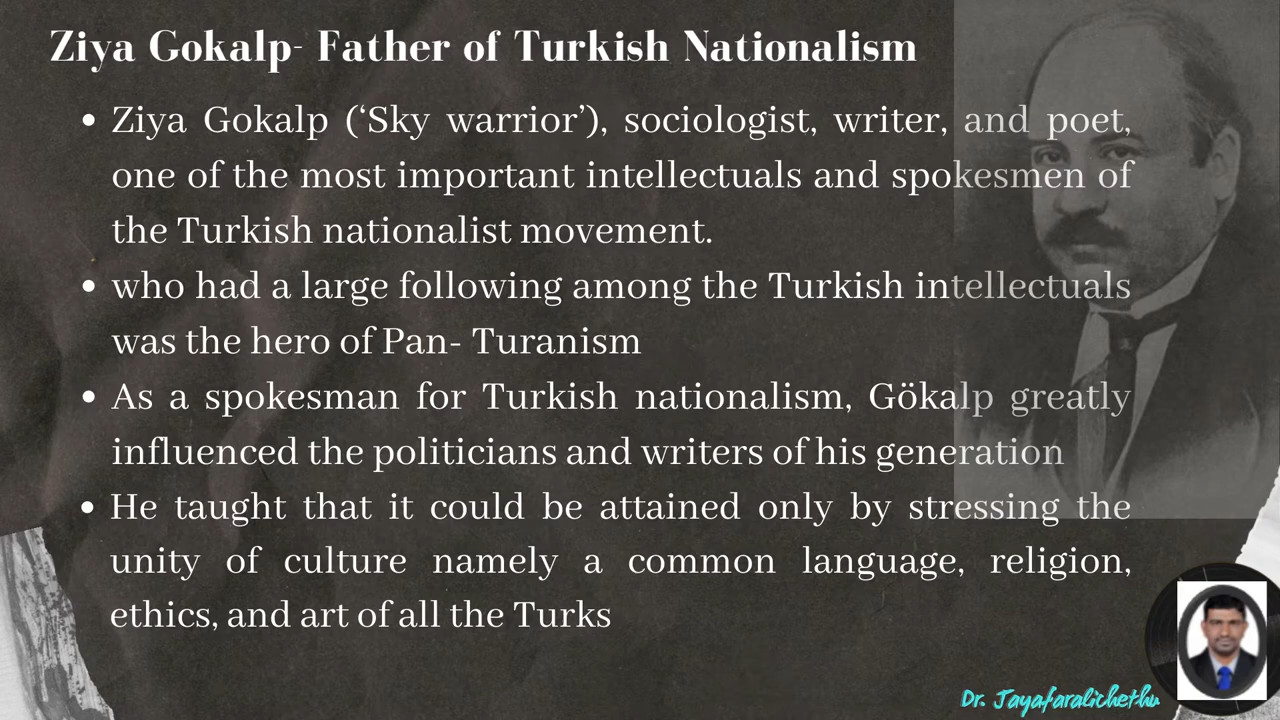 Ziya Gokalp- Father of Turkish Nationalism
• Ziya Gokalp (‘Sky warrior’), sociologist, writer, and poet,
one of the most important intellectuals and spokesmen of
the Turkish nationalist movement.
• who had a large following among the Turkish intellectuals
was the hero of Pan- Turanism
• As a spokesman for Turkish nationalism, Gökalp greatly
influenced the politicians and writers of his generation
• He taught that it could be attained only by stressing the
unity of culture namely a common language, religion,
ethics, and art of all the Turks
Dr. Jayafaralichethu